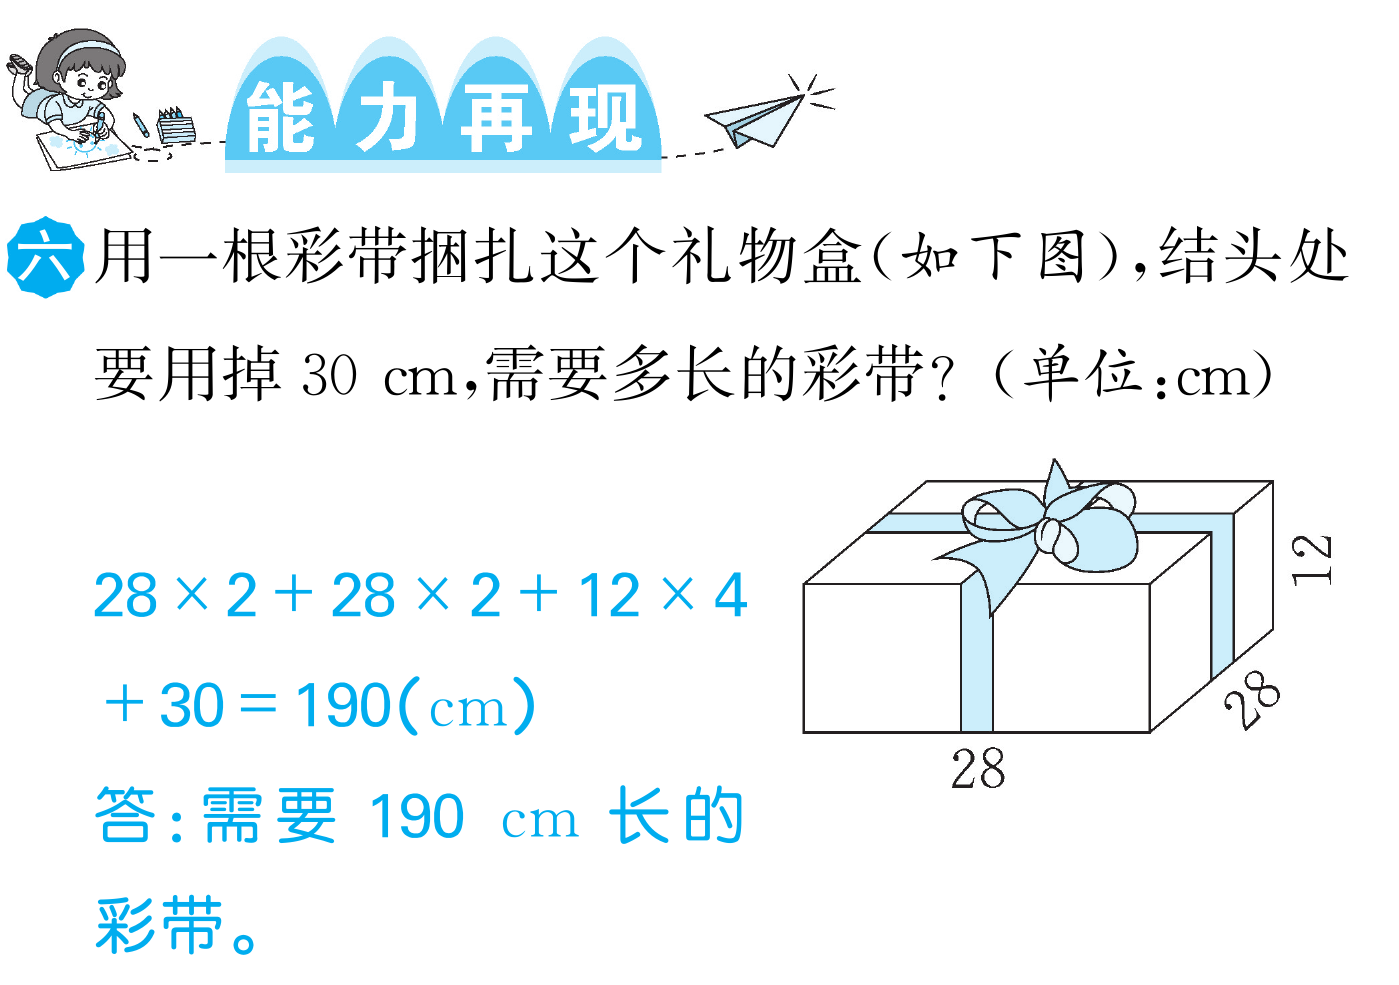 能力再现
六 用一根彩带捆扎这个礼物盒(如下图),结头处
要用掉 30 cm,需要多长的彩带?(单位:cm)
28×2+28×2+12×4
+30=190(cm)
答:需要 190 cm 长的
彩带。
12
28
28